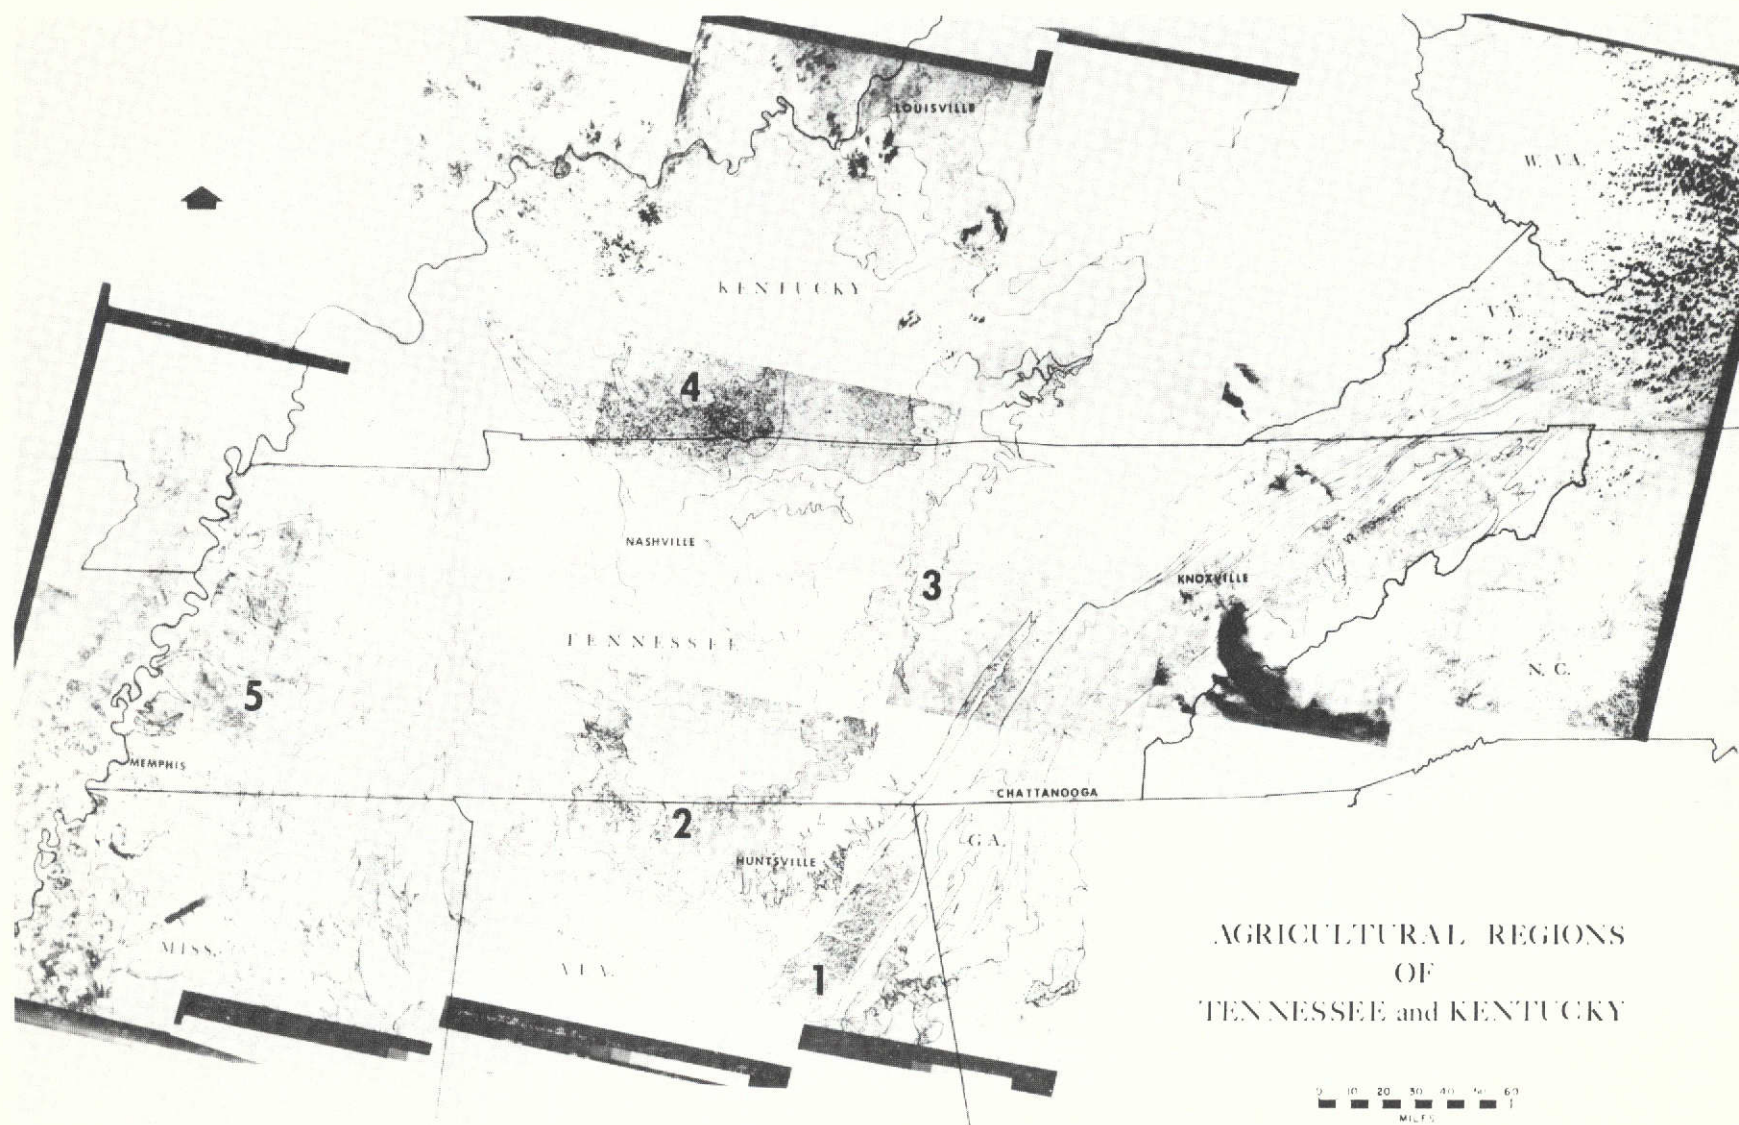 LOUISVILLE
W. VA.
KENTUCKY
VA.
4
NASHVILLE
3
KNOXVILLE
TENNESSEE
N. C.
5
MEMPHIS
CHATTANOOGA
2
GA.
HUNTSVILLE
MISS.
ALA.
1
AGRICULTURAL REGIONS
OF
TENNESSEE and KENTUCKY
0 10 20 30 40 50 60
MILES